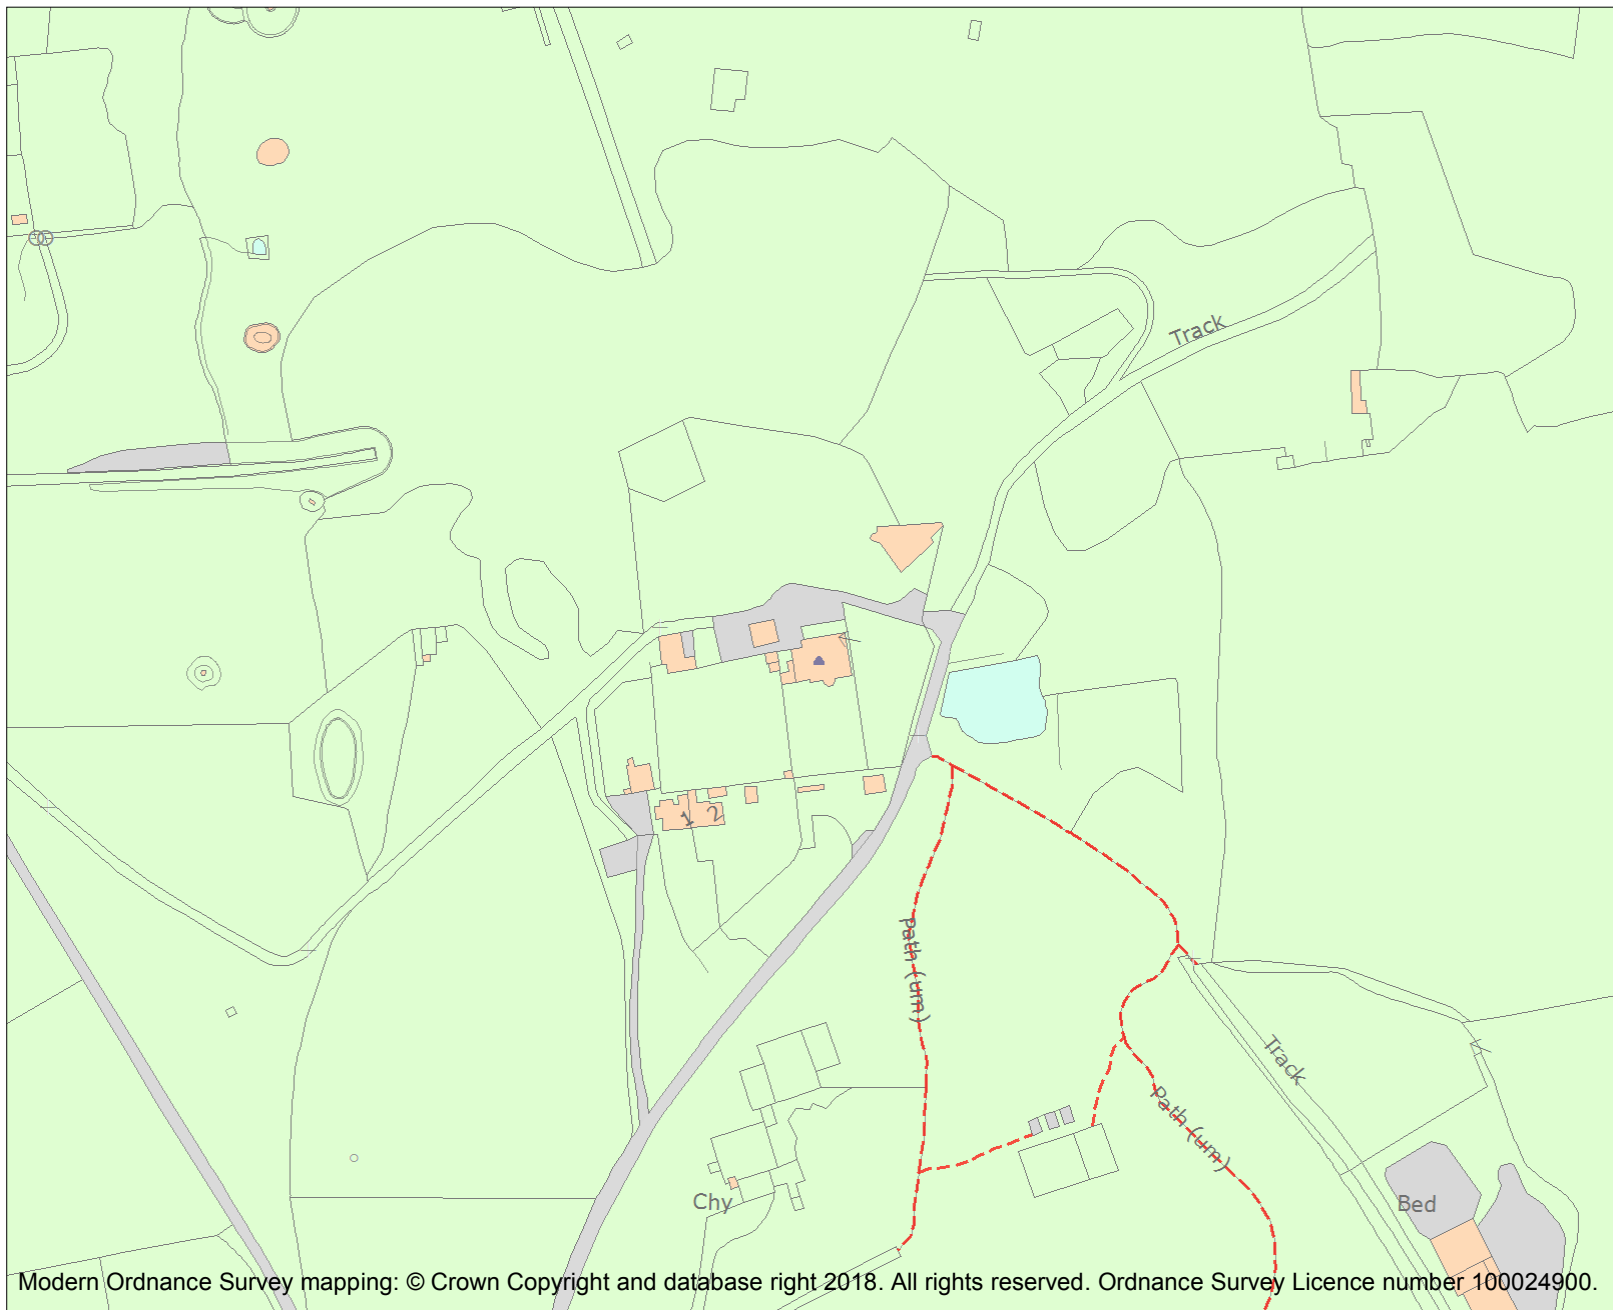 Track
1 2
Path (um)
Track
Path (um)
Chy
Bed
Modern Ordnance Survey mapping: © Crown Copyright and database right 2018. All rights reserved. Ordnance Survey Licence number 100024900.